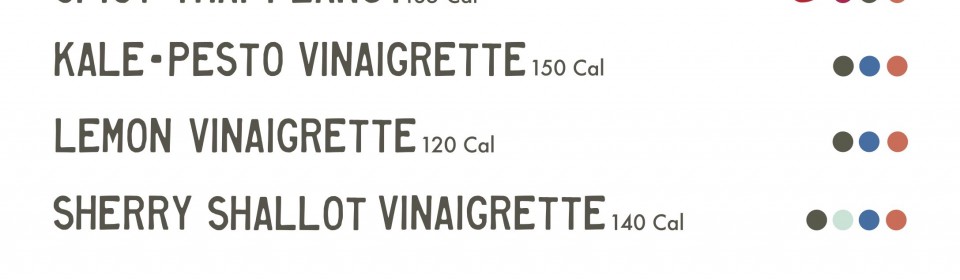 KALE-PESTO VINAIGRETTE 150 Cal
LEMON VINAIGRETTE 120 Cal
SHERRY SHALLOT VINAIGRETTE 140 Cal